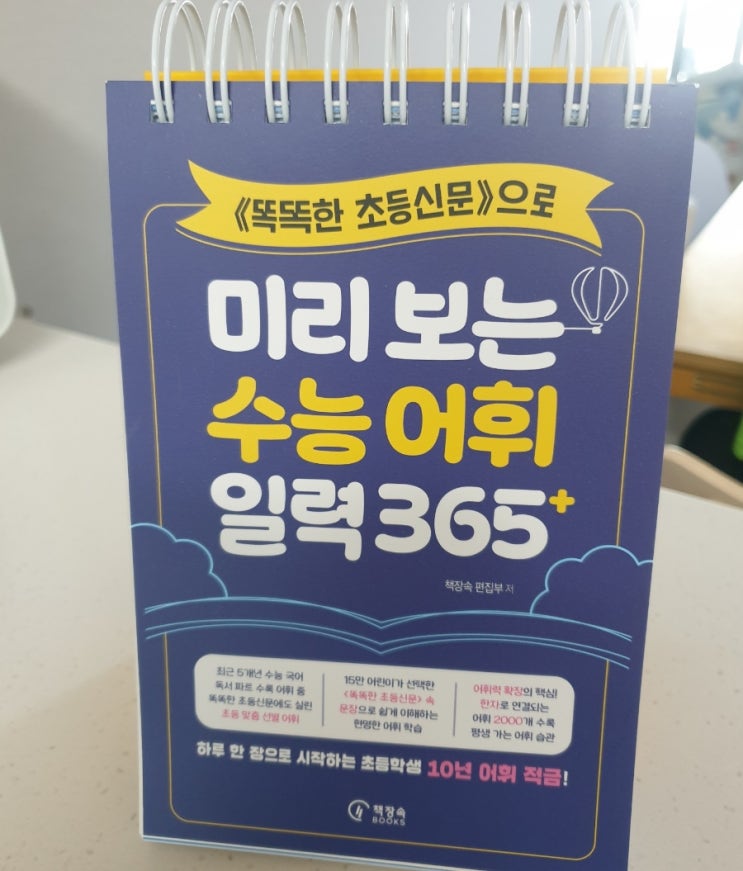 《똑똑한 초등신문》으로
미리 보는
수능 어휘
일력 365+
책장속 편집부 저
최근 5개년 수능 국어
독서 파트 수록 어휘 중
똑똑한 초등신문에도 실린
초등 맞춤 선별 어휘
15만 어린이가 선택한
<똑똑한 초등신문> 속
문장으로 쉽게 이해하는
현명한 어휘 학습
어휘력 확장의 핵심!
한자로 연결되는
어휘 2000개 수록
평생 가는 어휘 습관
하루 한 장으로 시작하는 초등학생 10년 어휘 적금!
책장속
BOOKS